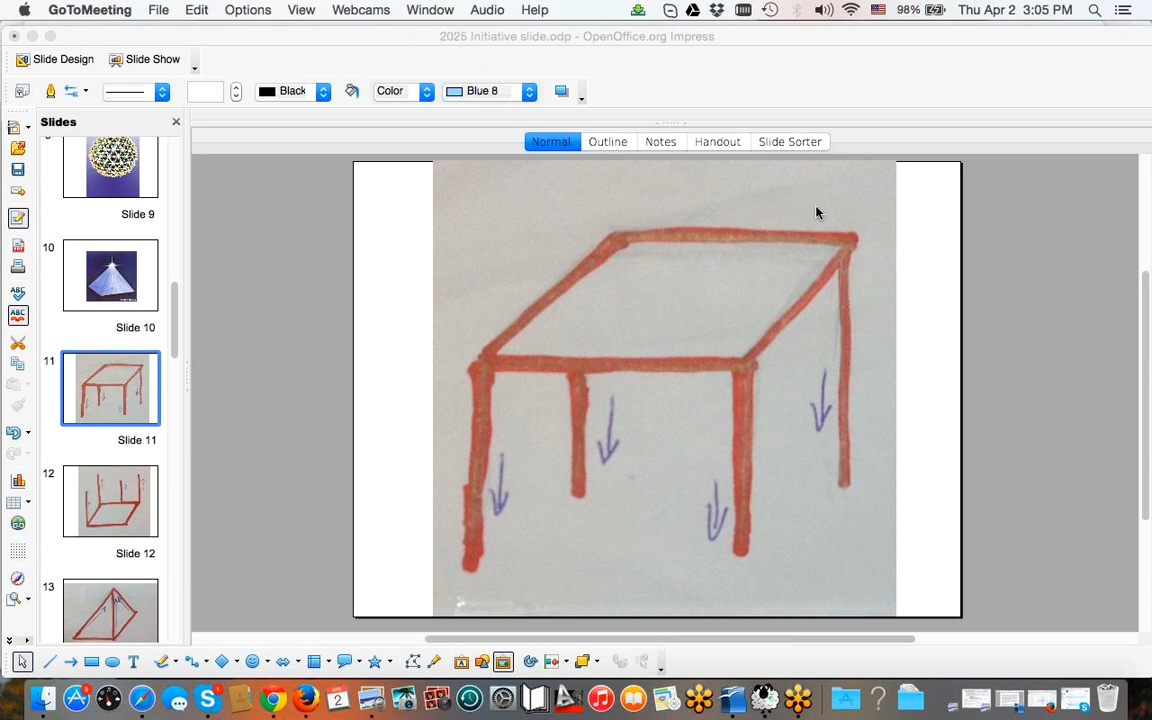 GoToMeeting File Edit Options View Webcams Window Audio Help 98% Thu Apr 2 3:05 PM
2025 Initiative slide.odp - OpenOffice.org Impress
Slide Design Slide Show
Black Color Blue 8
Slides
Normal Outline Notes Handout Slide Sorter
Slide 9
10
Slide 10
11
Slide 11
12
Slide 12
13